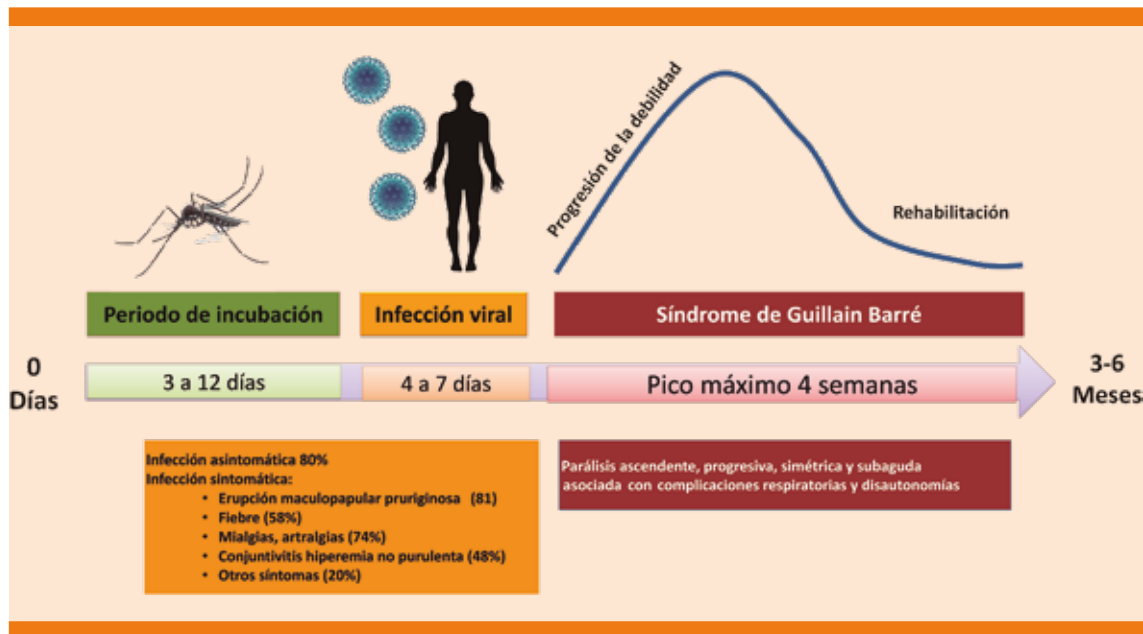 Progresión de la debilidad
Rehabilitación
Periodo de incubación
Infección viral
Síndrome de Guillain Barré
0
Días
3 a 12 días
4 a 7 días
Pico máximo 4 semanas
3-6
Meses
Infección asintomática 80%
Infección sintomática:
• Erupción maculopapular pruriginosa (81)
• Fiebre (58%)
• Mialgias, artralgias (74%)
• Conjuntivitis hiperemia no purulenta (48%)
• Otros síntomas (20%)
Parálisis ascendente, progresiva, simétrica y subaguda
asociada con complicaciones respiratorias y disautonomías